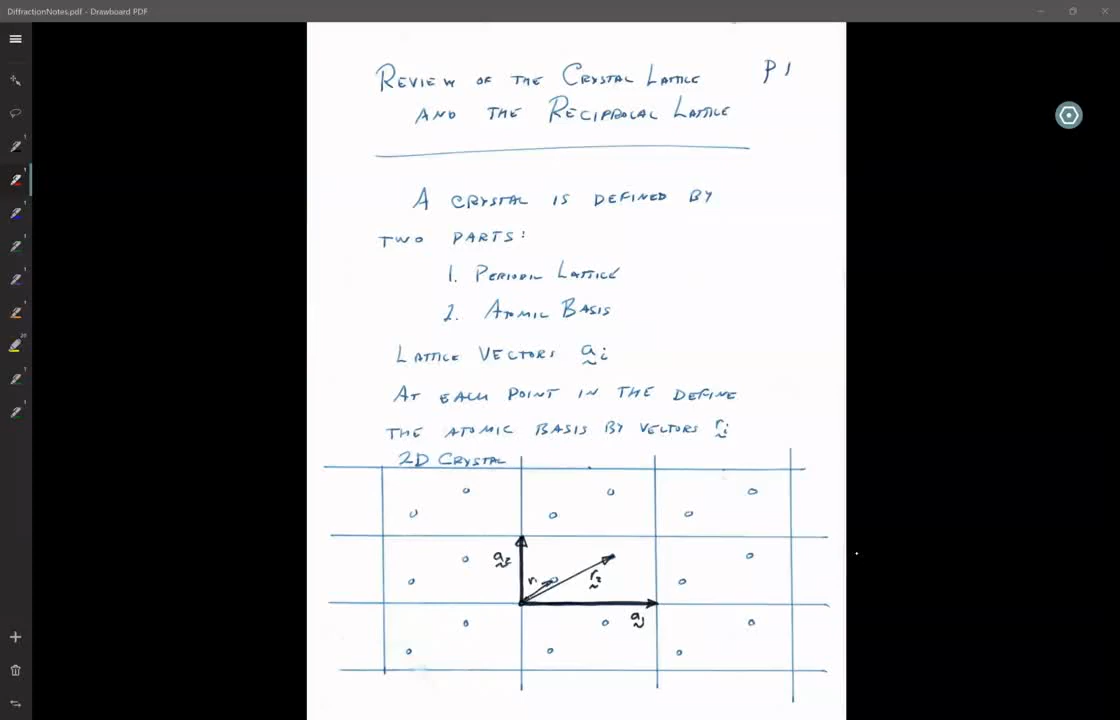 DiffractionNotes.pdf - Drawboard PDF
REVIEW OF THE CRYSTAL LATTICE P 1
AND THE RECIPROCAL LATTICE
A CRYSTAL IS DEFINED BY
TWO PARTS:
1. PERIODIC LATTICE
2. ATOMIC BASIS
LATTICE VECTORS a i
AT EACH POINT IN THE DEFINE
THE ATOMIC BASIS BY VECTORS ri
2D CRYSTAL
a2
r1
r2
a1